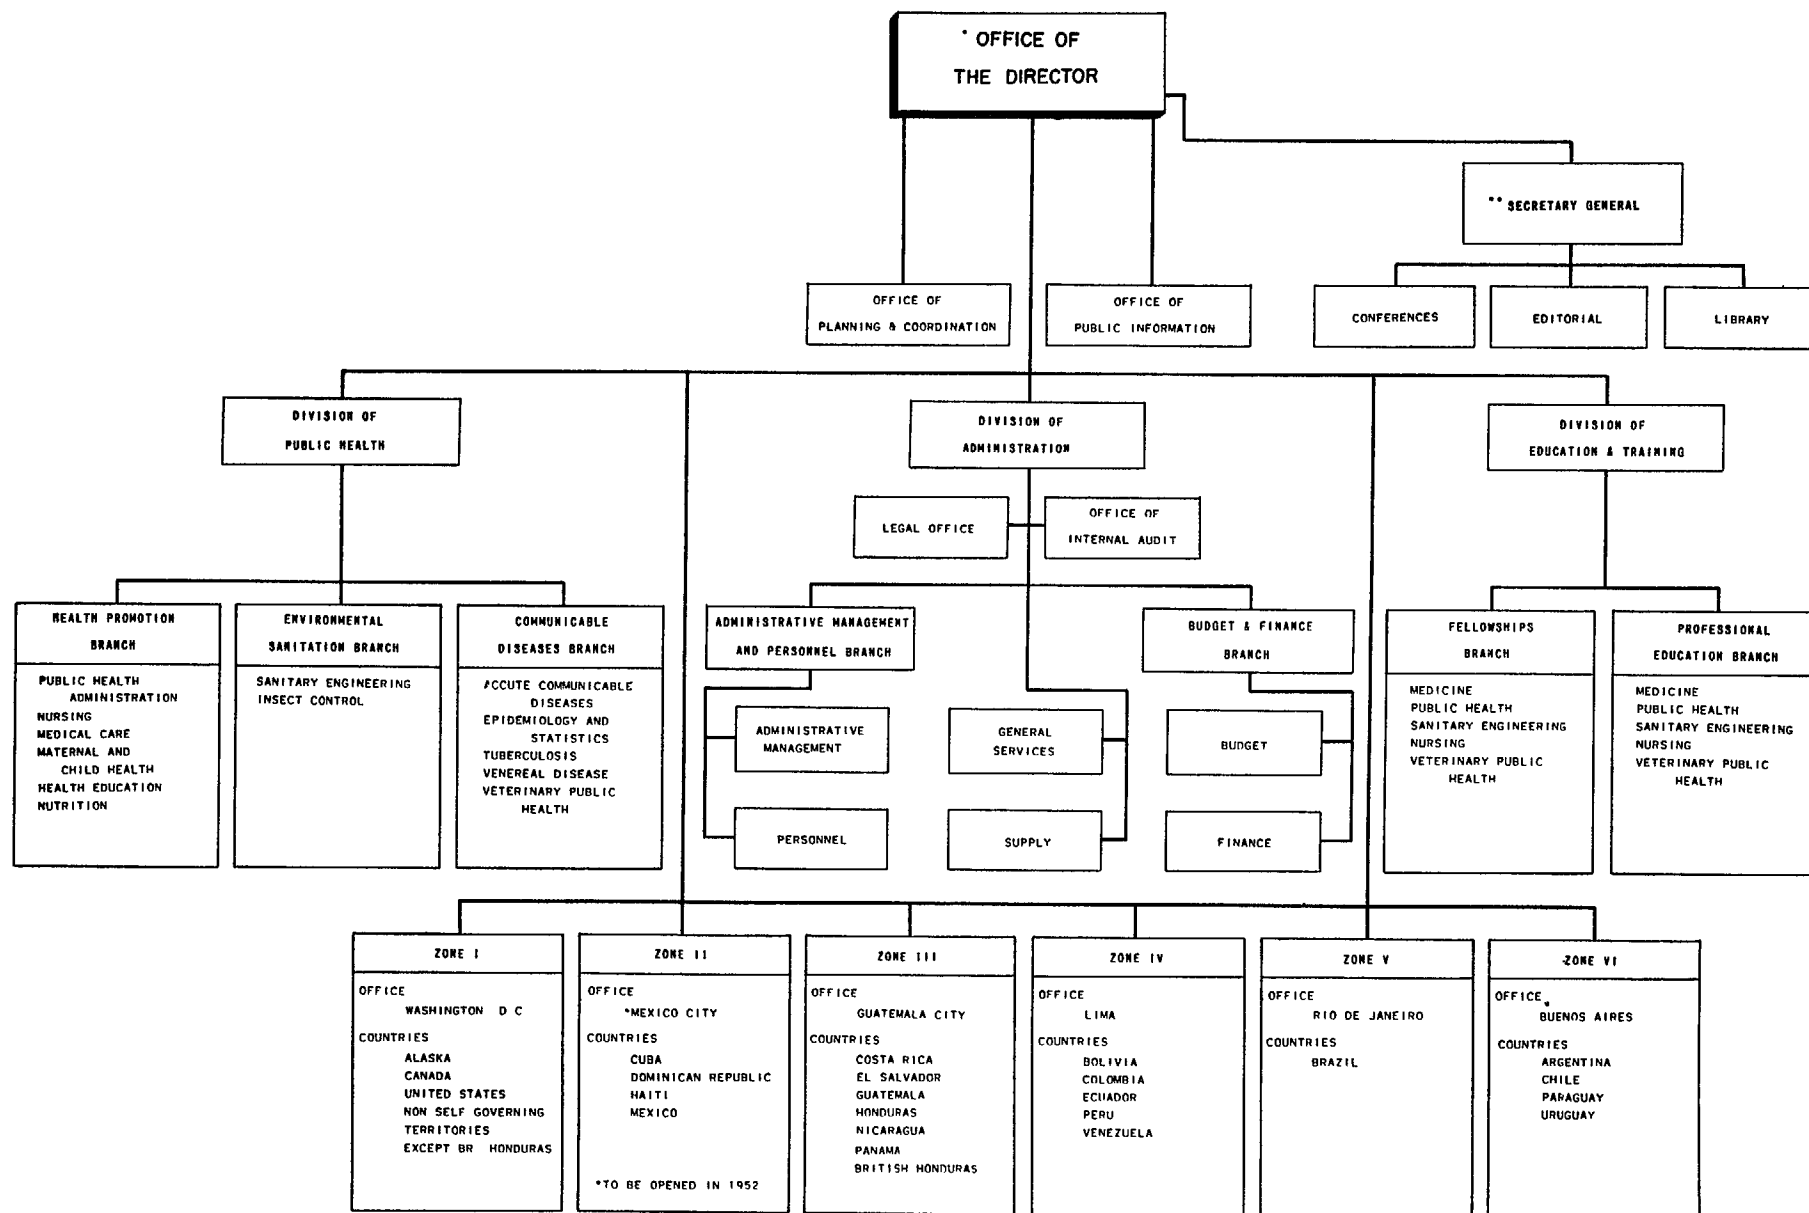 * OFFICE OF
THE DIRECTOR
** SECRETARY GENERAL
OFFICE OF
PLANNING & COORDINATION
OFFICE OF
PUBLIC INFORMATION
CONFERENCES
EDITORIAL
LIBRARY
DIVISION OF
PUBLIC HEALTH
DIVISION OF
ADMINISTRATION
DIVISION OF
EDUCATION & TRAINING
LEGAL OFFICE
OFFICE OF
INTERNAL AUDIT
HEALTH PROMOTION
BRANCH
PUBLIC HEALTH
ADMINISTRATION
NURSING
MEDICAL CARE
MATERNAL AND
CHILD HEALTH
HEALTH EDUCATION
NUTRITION
ENVIRONMENTAL
SANITATION BRANCH
SANITARY ENGINEERING
INSECT CONTROL
COMMUNICABLE
DISEASES BRANCH
ACCUTE COMMUNICABLE
DISEASES
EPIDEMIOLOGY AND
STATISTICS
TUBERCULOSIS
VENEREAL DISEASE
VETERINARY PUBLIC
HEALTH
ADMINISTRATIVE MANAGEMENT
AND PERSONNEL BRANCH
ADMINISTRATIVE
MANAGEMENT
PERSONNEL
GENERAL
SERVICES
SUPPLY
BUDGET & FINANCE
BRANCH
BUDGET
FINANCE
FELLOWSHIPS
BRANCH
MEDICINE
PUBLIC HEALTH
SANITARY ENGINEERING
NURSING
VETERINARY PUBLIC
HEALTH
PROFESSIONAL
EDUCATION BRANCH
MEDICINE
PUBLIC HEALTH
SANITARY ENGINEERING
NURSING
VETERINARY PUBLIC
HEALTH
ZONE I
OFFICE
WASHINGTON D C
COUNTRIES
ALASKA
CANADA
UNITED STATES
NON SELF GOVERNING
TERRITORIES
EXCEPT BR HONDURAS
ZONE II
OFFICE
*MEXICO CITY
COUNTRIES
CUBA
DOMINICAN REPUBLIC
HAITI
MEXICO
*TO BE OPENED IN 1952
ZONE III
OFFICE
GUATEMALA CITY
COUNTRIES
COSTA RICA
EL SALVADOR
GUATEMALA
HONDURAS
NICARAGUA
PANAMA
BRITISH HONDURAS
ZONE IV
OFFICE
LIMA
COUNTRIES
BOLIVIA
COLOMBIA
ECUADOR
PERU
VENEZUELA
ZONE V
OFFICE
RIO DE JANEIRO
COUNTRIES
BRAZIL
ZONE VI
OFFICE
*BUENOS AIRES
COUNTRIES
ARGENTINA
CHILE
PARAGUAY
URUGUAY